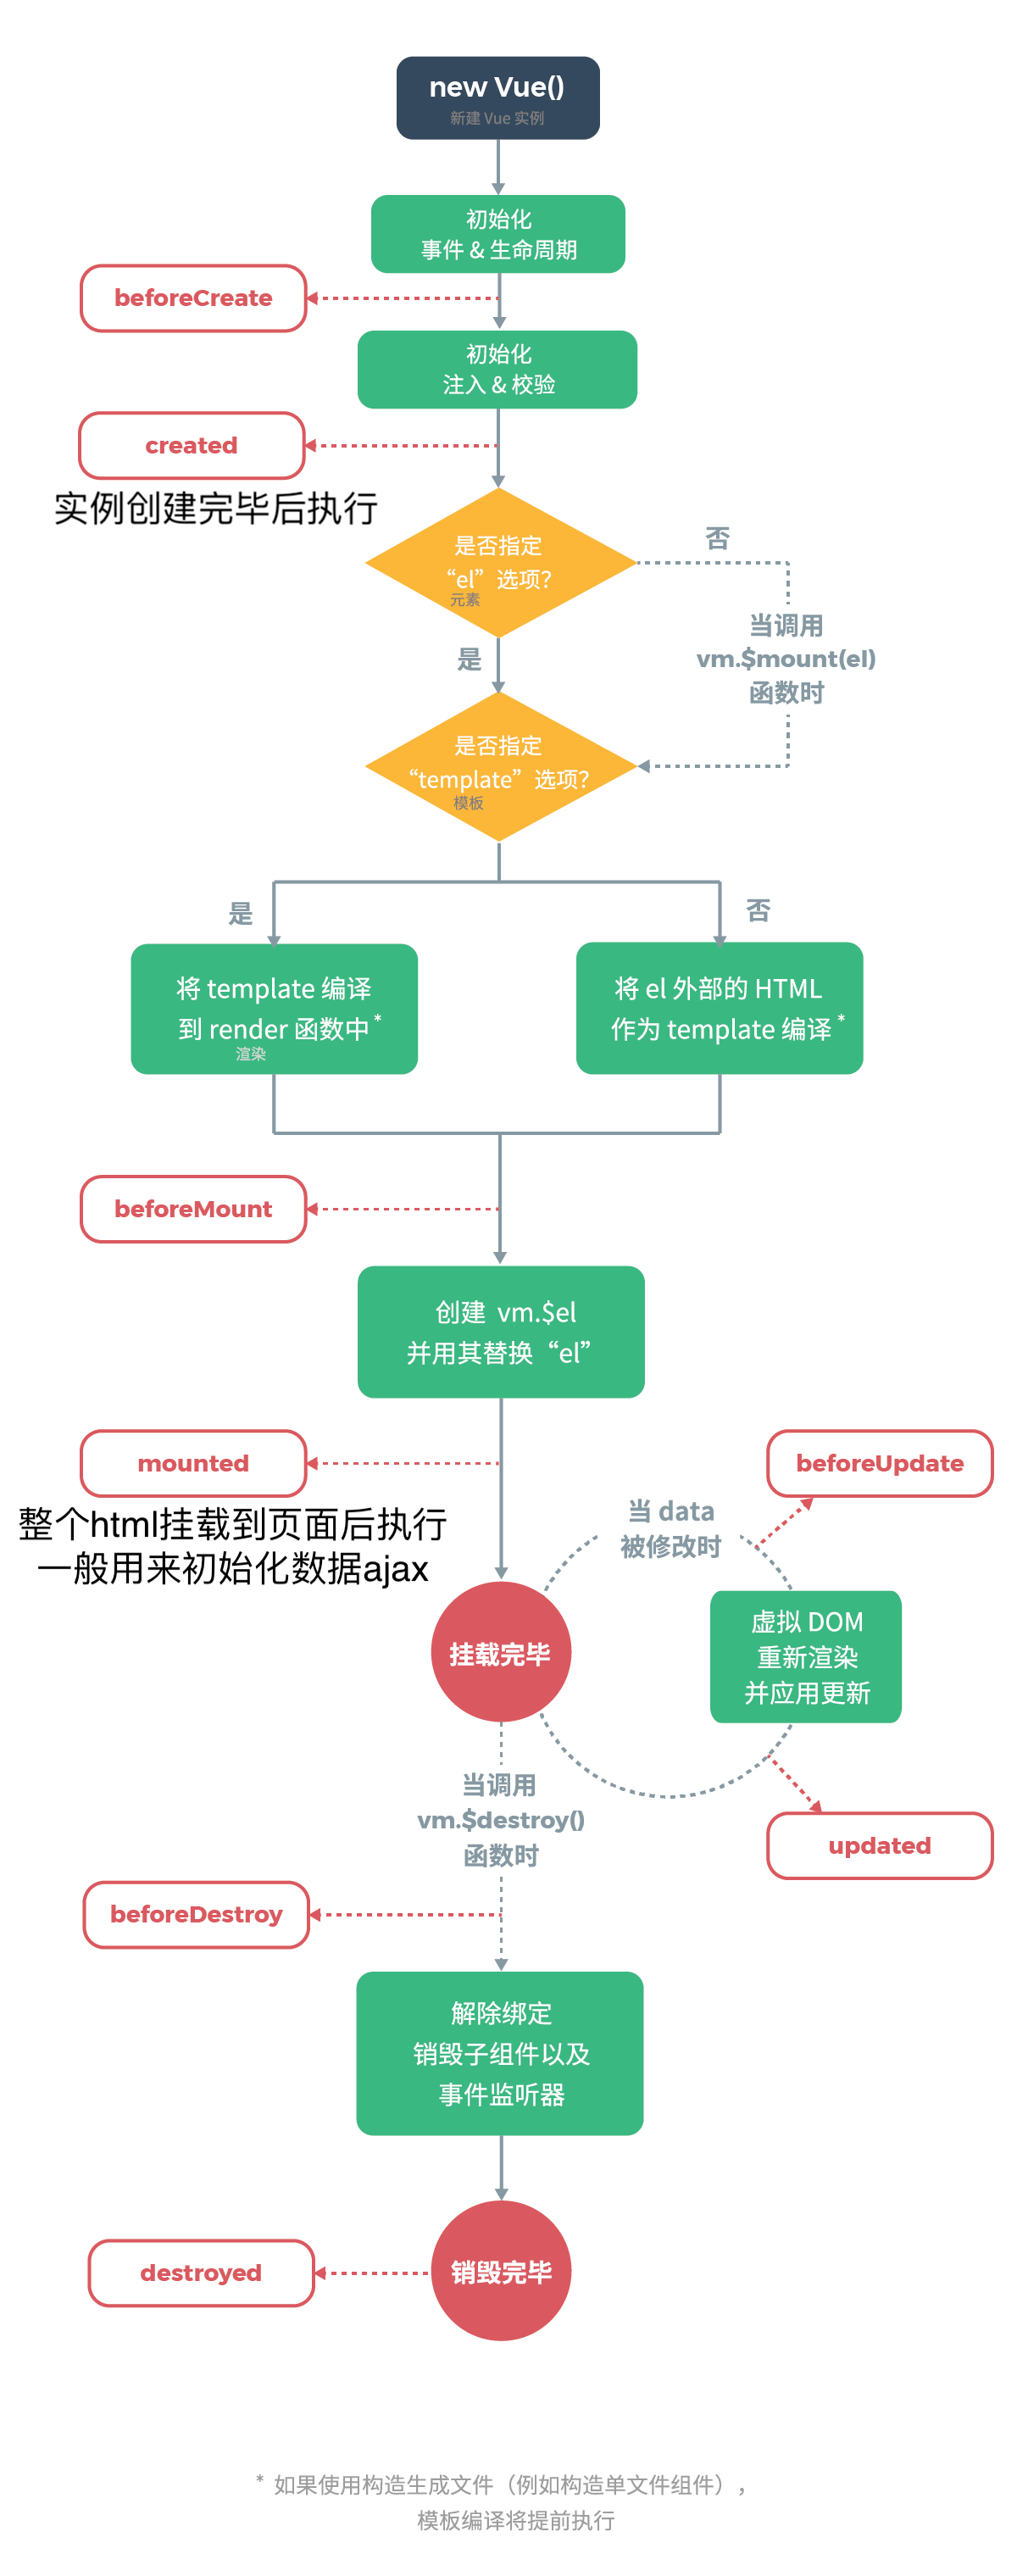 new Vue()
新建 Vue 实例
初始化
事件 & 生命周期
beforeCreate
初始化
注入 & 校验
created
实例创建完毕后执行
是否指定
“el” 选项?
元素
否
当调用
vm.$mount(el)
函数时
是
是否指定
“template” 选项?
模板
是
否
将 template 编译
到 render 函数中*
渲染
将 el 外部的 HTML
作为 template 编译*
beforeMount
创建 vm.$el
并用其替换 “el”
mounted
整个html挂载到页面后执行
一般用来初始化数据ajax
beforeUpdate
当 data
被修改时
挂载完毕
虚拟 DOM
重新渲染
并应用更新
updated
当调用
vm.$destroy()
函数时
beforeDestroy
解除绑定
销毁子组件以及
事件监听器
destroyed
销毁完毕
* 如果使用构造生成文件（例如构造单文件组件），
模板编译将提前执行